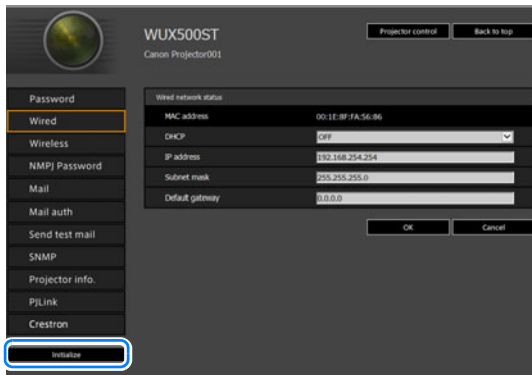 WUX500ST
Projector control
Back to top
Canon Projector001
Password
Wired
Wireless
NMPJ Password
Mail
Mail auth
Send test mail
SNMP
Projector info.
PJLink
Crestron
Initialize
Wired network status
MAC address 00:1E:8F:FA:56:86
DHCP OFF
IP address 192.168.254.254
Subnet mask 255.255.255.0
Default gateway 0.0.0.0
OK
Cancel